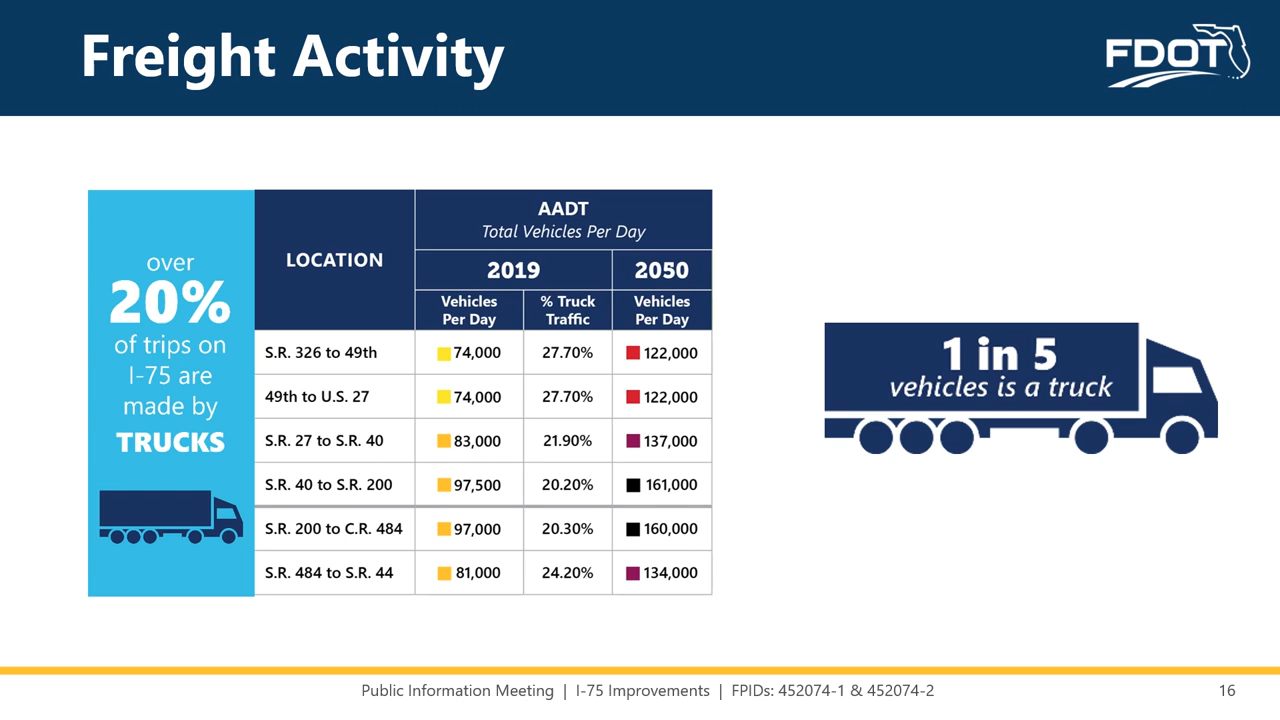 Freight Activity
FDOT
over
20%
of trips on
I-75 are
made by
TRUCKS
LOCATION
AADT
Total Vehicles Per Day
2019 2050
Vehicles Per Day % Truck Traffic Vehicles Per Day
S.R. 326 to 49th 74,000 27.70% 122,000
49th to U.S. 27 74,000 27.70% 122,000
S.R. 27 to S.R. 40 83,000 21.90% 137,000
S.R. 40 to S.R. 200 97,500 20.20% 161,000
S.R. 200 to C.R. 484 97,000 20.30% 160,000
S.R. 484 to S.R. 44 81,000 24.20% 134,000
1 in 5
vehicles is a truck
Public Information Meeting | I-75 Improvements | FPIDs: 452074-1 & 452074-2
16